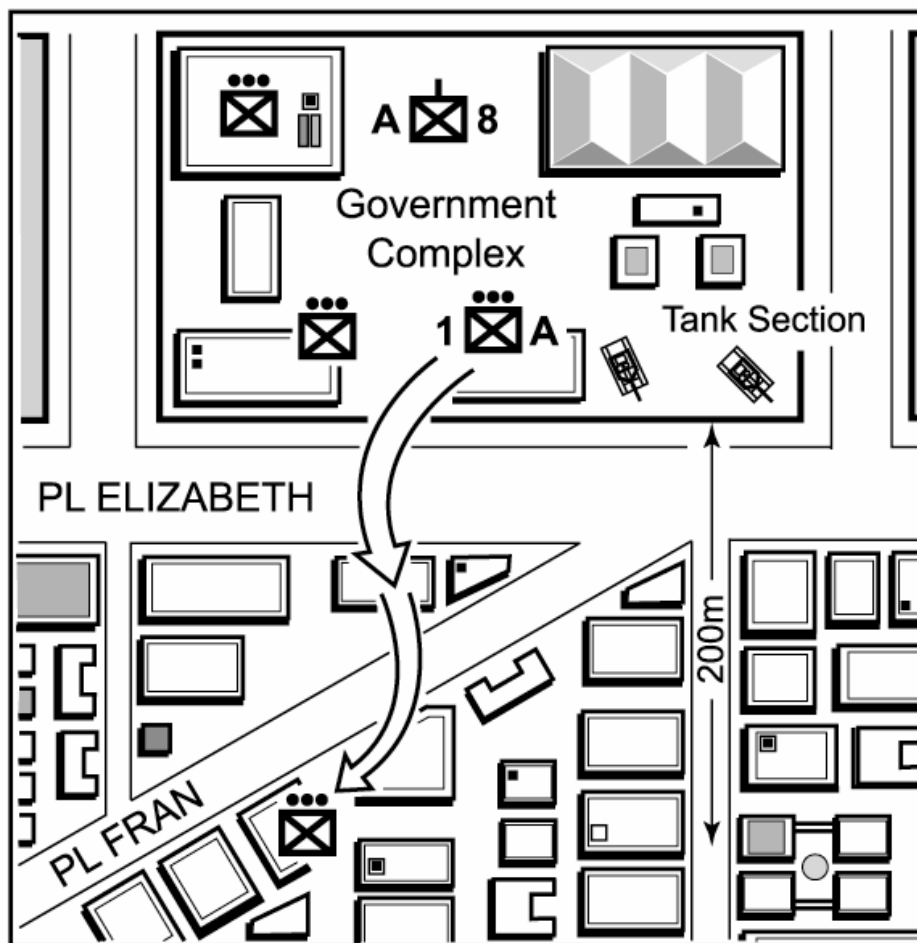 A 8
Government
Complex
1 A
Tank Section
PL ELIZABETH
200m
PL FRAN